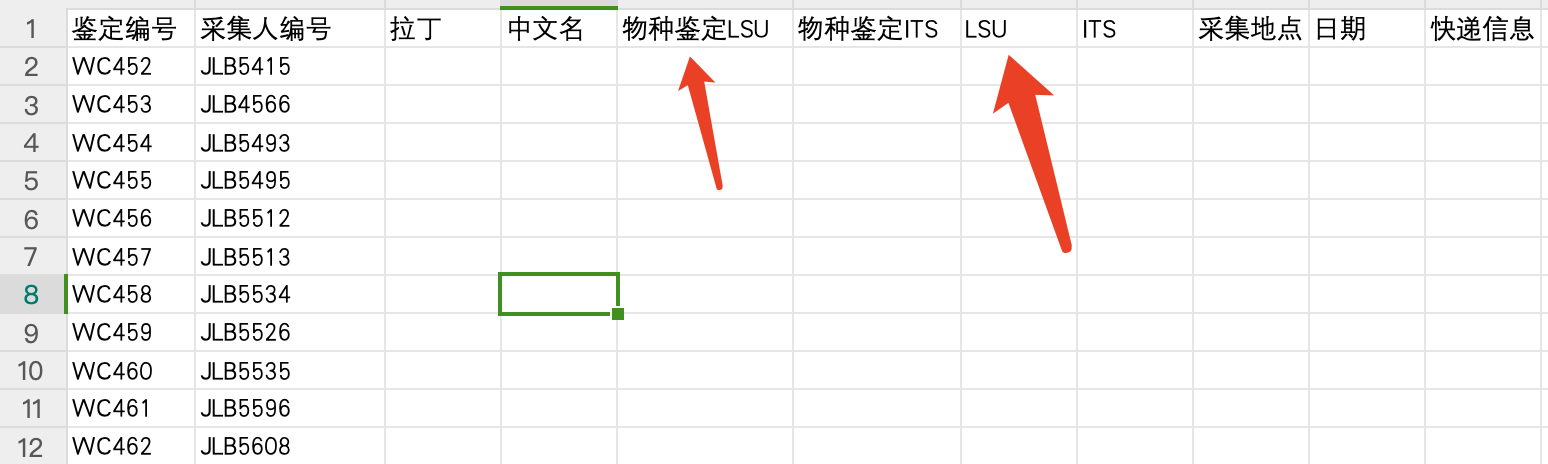 1 鉴定编号 采集人编号 拉丁 中文名 物种鉴定LSU 物种鉴定ITS LSU ITS 采集地点 日期 快递信息
2 WC452 JLB5415
3 WC453 JLB4566
4 WC454 JLB5493
5 WC455 JLB5495
6 WC456 JLB5512
7 WC457 JLB5513
8 WC458 JLB5534
9 WC459 JLB5526
10 WC460 JLB5535
11 WC461 JLB5596
12 WC462 JLB5608